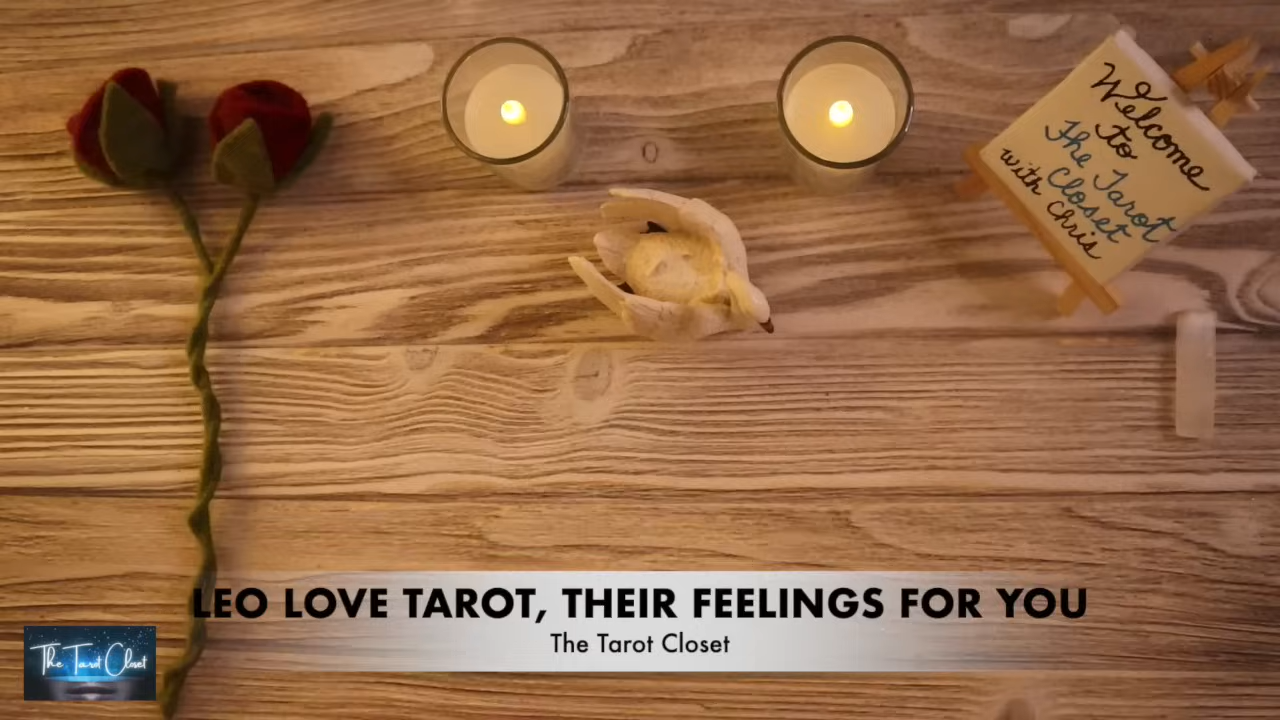 Welcome
to
The Tarot
Closet
with Chris
LEO LOVE TAROT, THEIR FEELINGS FOR YOU
The Tarot Closet
The Tarot Closet